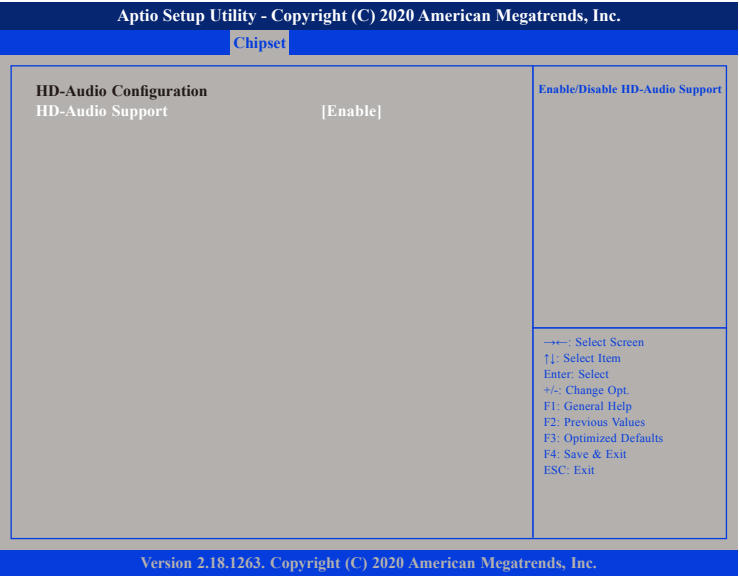 Aptio Setup Utility - Copyright (C) 2020 American Megatrends, Inc.
Chipset
HD-Audio Configuration
HD-Audio Support [Enable]
Enable/Disable HD-Audio Support
→←: Select Screen
↑↓: Select Item
Enter: Select
+/-: Change Opt.
F1: General Help
F2: Previous Values
F3: Optimized Defaults
F4: Save & Exit
ESC: Exit
Version 2.18.1263. Copyright (C) 2020 American Megatrends, Inc.